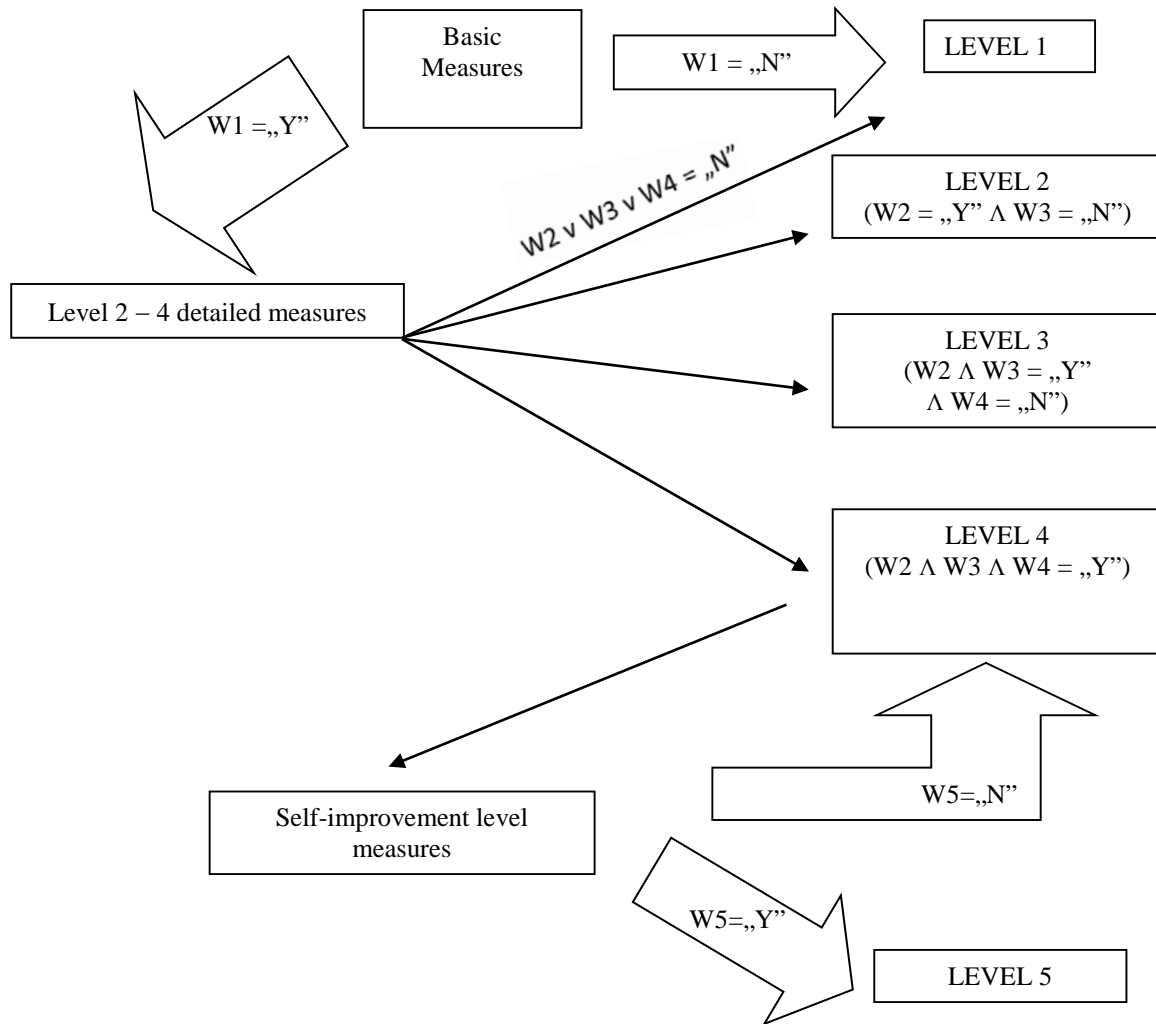 Basic
Measures
W1 = „N”
LEVEL 1
W1 =„Y”
W2 v W3 v W4 = „N”
LEVEL 2
(W2 = „Y” Λ W3 = „N”)
Level 2 – 4 detailed measures
LEVEL 3
(W2 Λ W3 = „Y”
Λ W4 = „N”)
LEVEL 4
(W2 Λ W3 Λ W4 = „Y”)
W5=„N”
Self-improvement level
measures
W5=„Y”
LEVEL 5